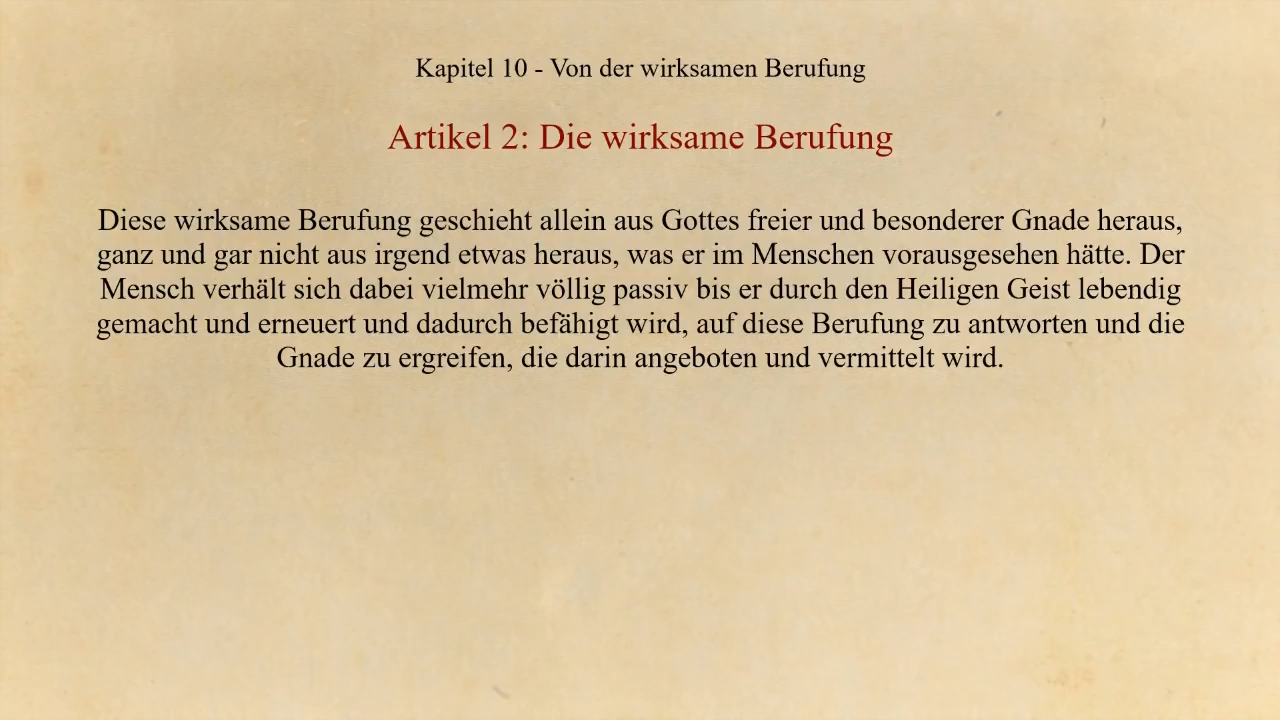 Kapitel 10 - Von der wirksamen Berufung
Artikel 2: Die wirksame Berufung
Diese wirksame Berufung geschieht allein aus Gottes freier und besonderer Gnade heraus,
ganz und gar nicht aus irgend etwas heraus, was er im Menschen vorausgesehen hätte. Der
Mensch verhält sich dabei vielmehr völlig passiv bis er durch den Heiligen Geist lebendig
gemacht und erneuert und dadurch befähigt wird, auf diese Berufung zu antworten und die
Gnade zu ergreifen, die darin angeboten und vermittelt wird.